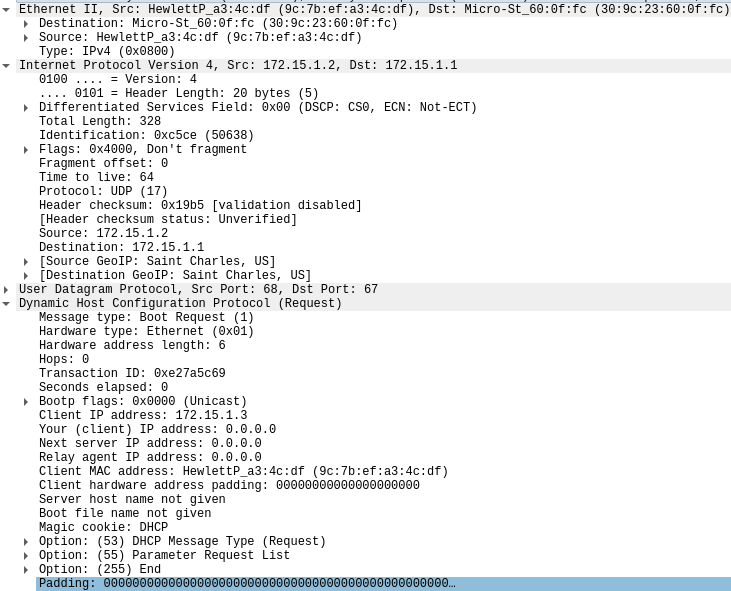 Ethernet II, Src: HewlettP_a3:4c:df (9c:7b:ef:a3:4c:df), Dst: Micro-St_60:0f:fc (30:9c:23:60:0f:fc)
Destination: Micro-St_60:0f:fc (30:9c:23:60:0f:fc)
Source: HewlettP_a3:4c:df (9c:7b:ef:a3:4c:df)
Type: IPv4 (0x0800)
Internet Protocol Version 4, Src: 172.15.1.2, Dst: 172.15.1.1
0100 .... = Version: 4
.... 0101 = Header Length: 20 bytes (5)
Differentiated Services Field: 0x00 (DSCP: CS0, ECN: Not-ECT)
Total Length: 328
Identification: 0xc5ce (50638)
Flags: 0x4000, Don't fragment
Fragment offset: 0
Time to live: 64
Protocol: UDP (17)
Header checksum: 0x19b5 [validation disabled]
[Header checksum status: Unverified]
Source: 172.15.1.2
Destination: 172.15.1.1
[Source GeoIP: Saint Charles, US]
[Destination GeoIP: Saint Charles, US]
User Datagram Protocol, Src Port: 68, Dst Port: 67
Dynamic Host Configuration Protocol (Request)
Message type: Boot Request (1)
Hardware type: Ethernet (0x01)
Hardware address length: 6
Hops: 0
Transaction ID: 0xe27a5c69
Seconds elapsed: 0
Bootp flags: 0x0000 (Unicast)
Client IP address: 172.15.1.3
Your (client) IP address: 0.0.0.0
Next server IP address: 0.0.0.0
Relay agent IP address: 0.0.0.0
Client MAC address: HewlettP_a3:4c:df (9c:7b:ef:a3:4c:df)
Client hardware address padding: 00000000000000000000
Server host name not given
Boot file name not given
Magic cookie: DHCP
Option: (53) DHCP Message Type (Request)
Option: (55) Parameter Request List
Option: (255) End
Padding: 000000000000000000000000000000000000000000000000…